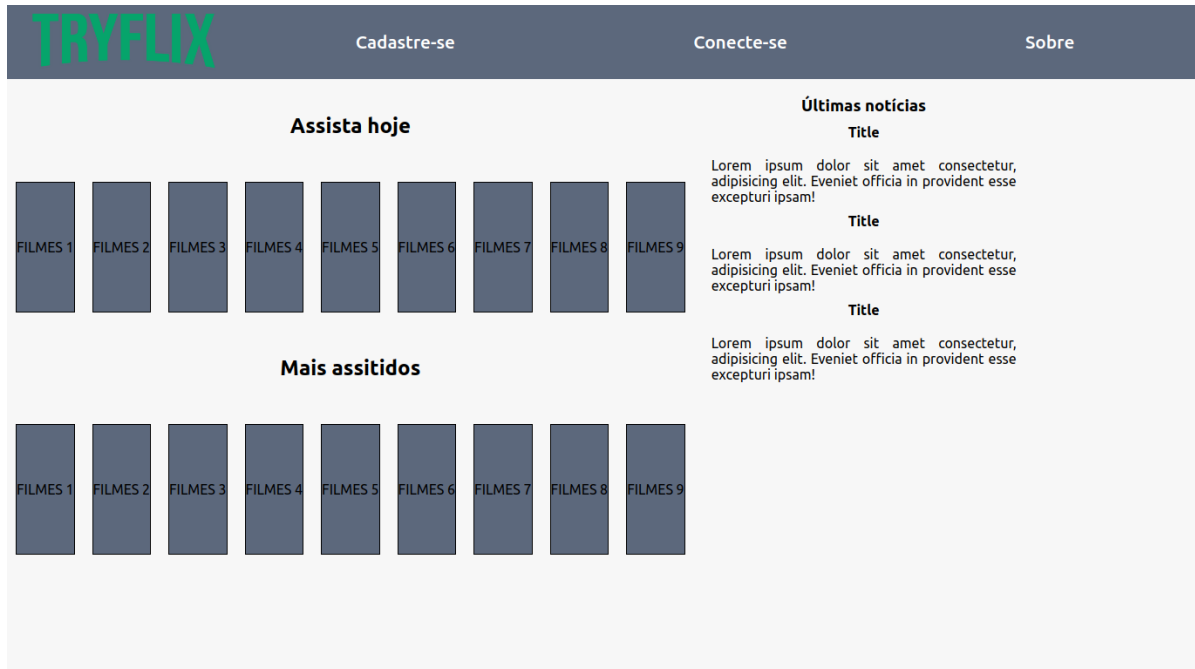 TRYFLIX
Cadastre-se
Conecte-se
Sobre
Assista hoje
FILMES 1
FILMES 2
FILMES 3
FILMES 4
FILMES 5
FILMES 6
FILMES 7
FILMES 8
FILMES 9
Mais assitidos
FILMES 1
FILMES 2
FILMES 3
FILMES 4
FILMES 5
FILMES 6
FILMES 7
FILMES 8
FILMES 9
Últimas notícias
Title
Lorem ipsum dolor sit amet consectetur,
adipisicing elit. Eveniet officia in provident esse
excepturi ipsam!
Title
Lorem ipsum dolor sit amet consectetur,
adipisicing elit. Eveniet officia in provident esse
excepturi ipsam!
Title
Lorem ipsum dolor sit amet consectetur,
adipisicing elit. Eveniet officia in provident esse
excepturi ipsam!